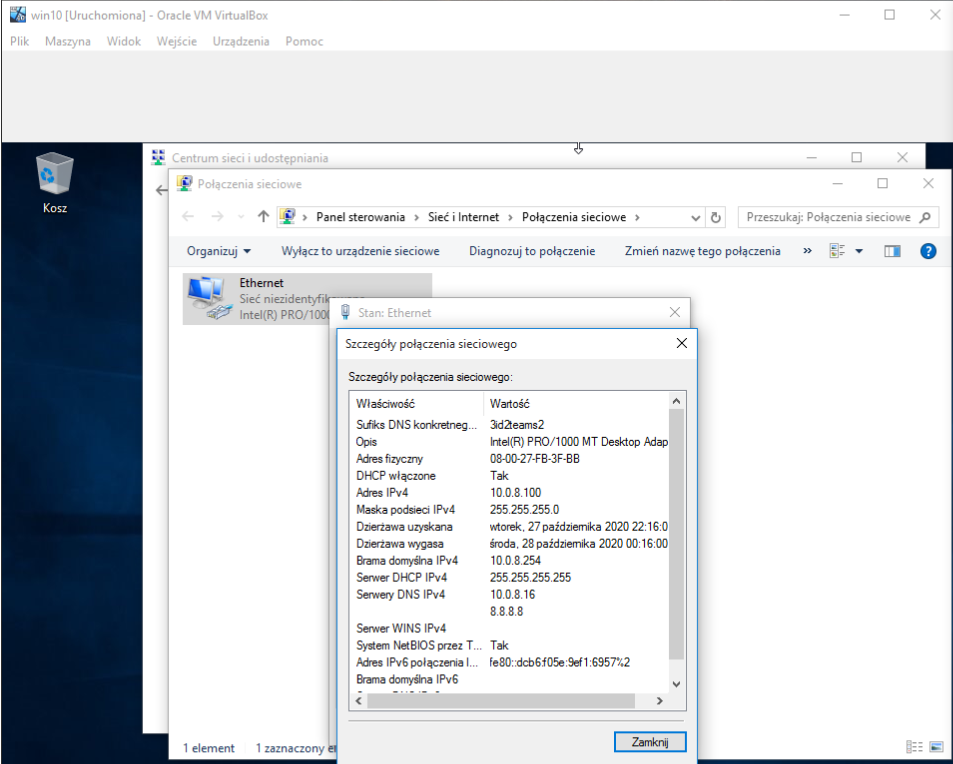 win10 [Uruchomiona] - Oracle VM VirtualBox
Plik Maszyna Widok Wejście Urządzenia Pomoc
Kosz
Centrum sieci i udostępniania
Połączenia sieciowe
Panel sterowania › Sieć i Internet › Połączenia sieciowe ›
Przeszukaj: Połączenia sieciowe
Organizuj Wyłącz to urządzenie sieciowe Diagnozuj to połączenie Zmień nazwę tego połączenia »
Ethernet
Sieć
Intel(R) PRO/1000
Stan: Ethernet
Szczegóły połączenia sieciowego
Szczegóły połączenia sieciowego:
Właściwość Wartość
Sufiks DNS konkretneg... 3id2teams2
Opis Intel(R) PRO/1000 MT Desktop Adap
Adres fizyczny 08-00-27-FB-3F-BB
DHCP włączone Tak
Adres IPv4 10.0.8.100
Maska podsieci IPv4 255.255.255.0
Dzierżawa uzyskana wtorek, 27 października 2020 22:16:0
Dzierżawa wygasa środa, 28 października 2020 00:16:00
Brama domyślna IPv4 10.0.8.254
Serwer DHCP IPv4 255.255.255.255
Serwery DNS IPv4 10.0.8.16
8.8.8.8
Serwer WINS IPv4
System NetBIOS przez T... Tak
Adres IPv6 połączenia l... fe80::dcb6:f05e:9ef1:6957%2
Brama domyślna IPv6
Zamknij
1 element 1 zaznaczony